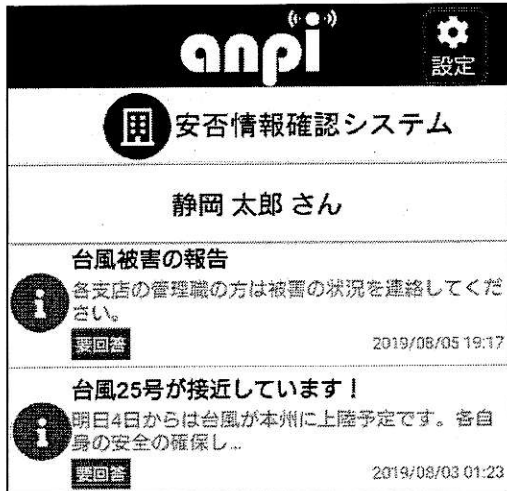 anpi
設定
安否情報確認システム
静岡 太郎 さん
台風被害の報告
各支店の管理職の方は被害の状況を連絡してくだ
さい。
要回答
2019/08/05 19:17
台風25号が接近しています！
明日4日からは台風が本州に上陸予定です。各自
身の安全の確保し...
要回答
2019/08/03 01:23